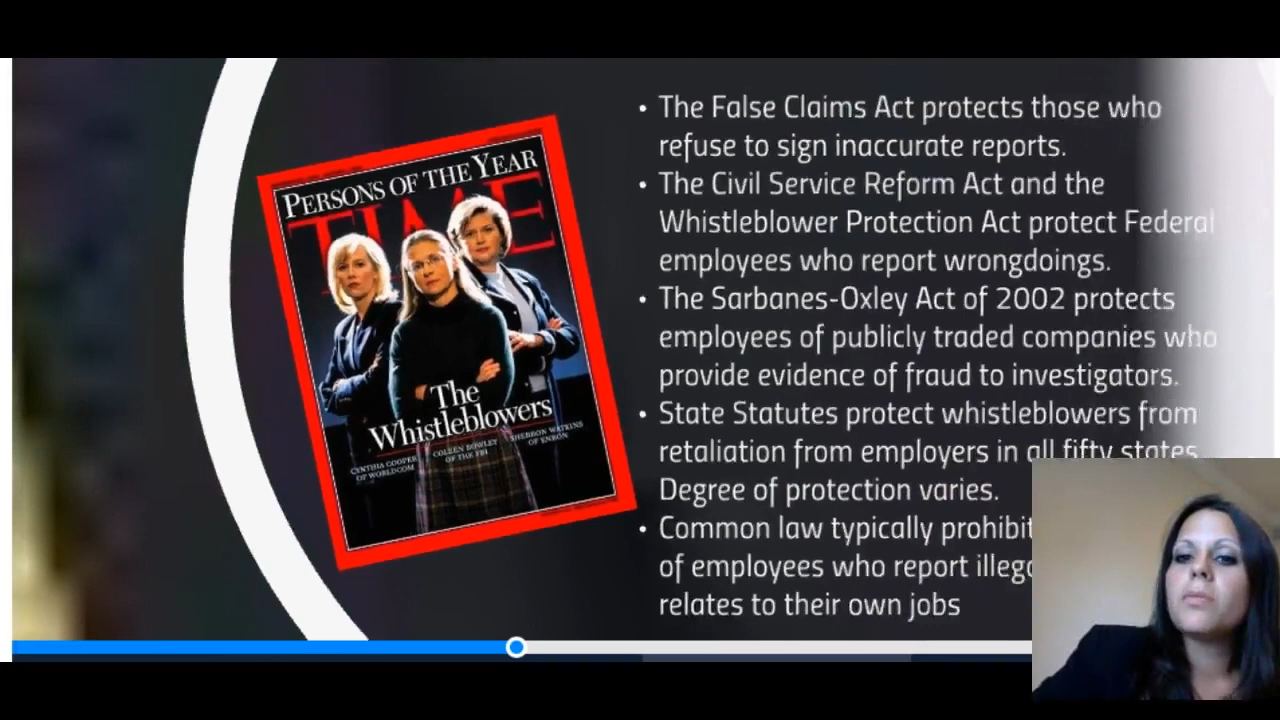 PERSONS OF THE YEAR
TIME
The
Whistleblowers
CYNTHIA COOPER
OF WORLDCOM
COLEEN ROWLEY
OF THE FBI
SHERRON WATKINS
OF ENRON
• The False Claims Act protects those who
refuse to sign inaccurate reports.
• The Civil Service Reform Act and the
Whistleblower Protection Act protect Federal
employees who report wrongdoings.
• The Sarbanes-Oxley Act of 2002 protects
employees of publicly traded companies who
provide evidence of fraud to investigators.
• State Statutes protect whistleblowers from
retaliation from employers in all fifty states.
Degree of protection varies.
• Common law typically prohibit
of employees who report illega
relates to their own jobs